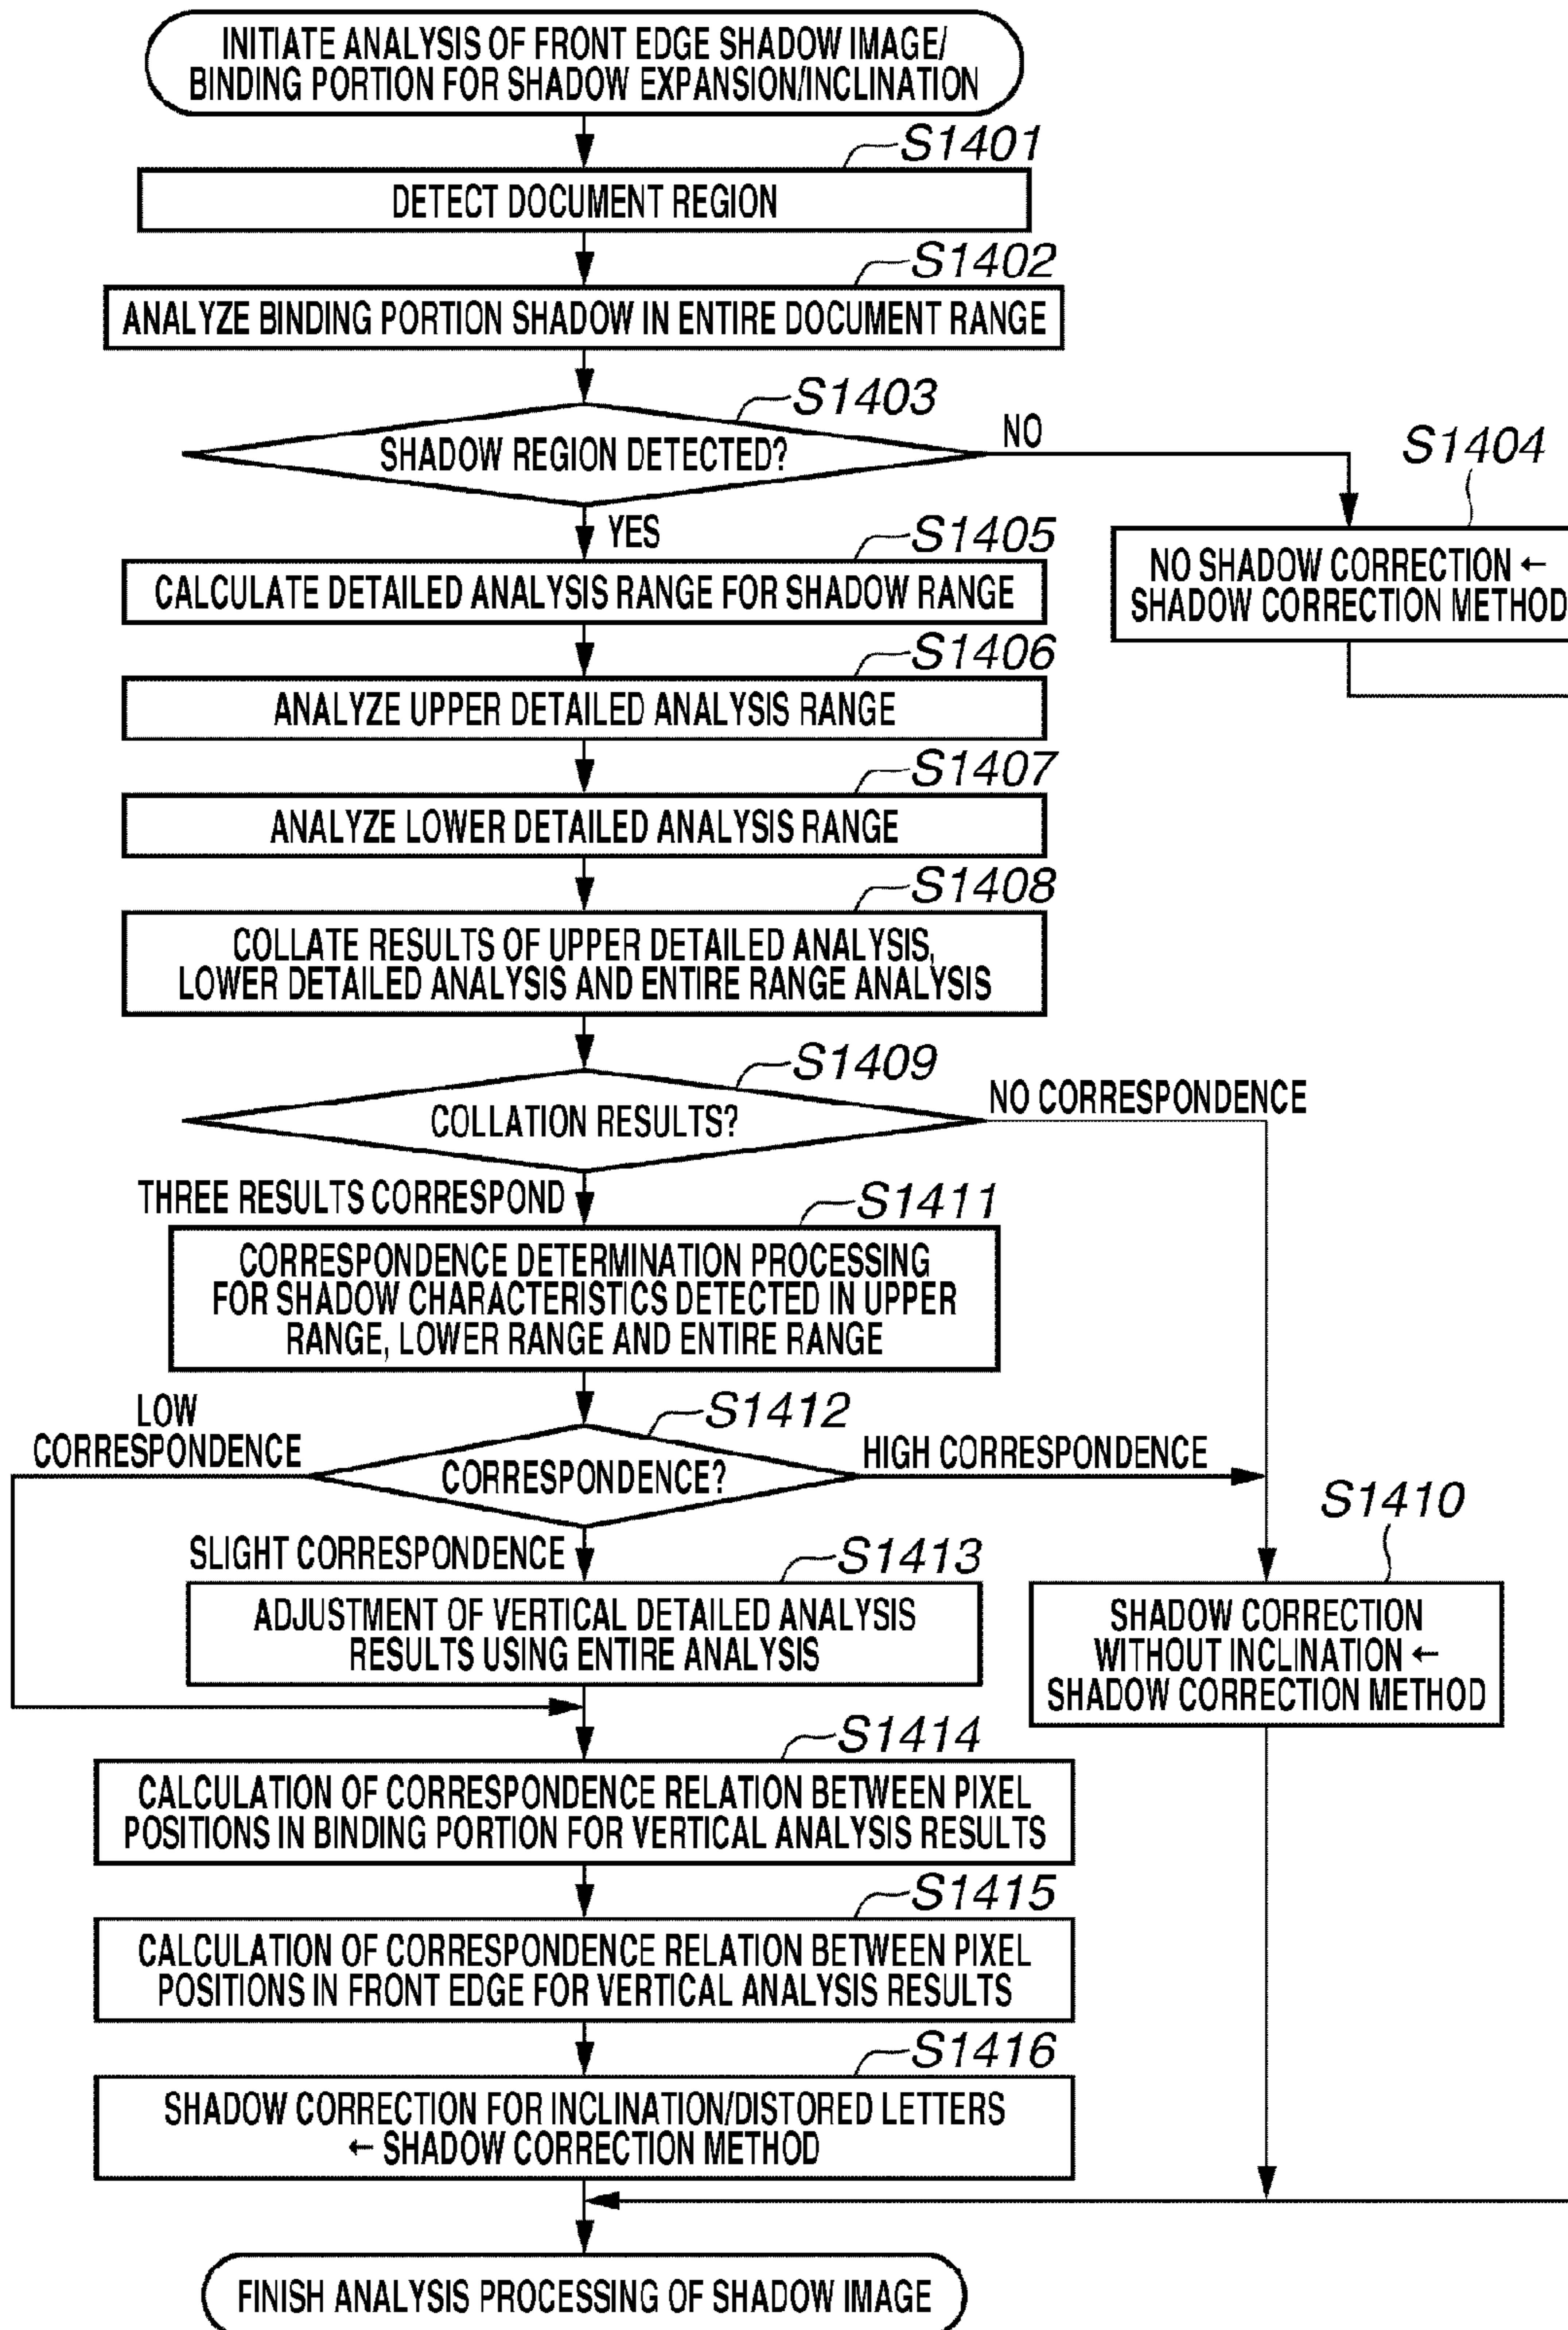 INITIATE ANALYSIS OF FRONT EDGE SHADOW IMAGE/
BINDING PORTION FOR SHADOW EXPANSION/INCLINATION
S1401
DETECT DOCUMENT REGION
S1402
ANALYZE BINDING PORTION SHADOW IN ENTIRE DOCUMENT RANGE
S1403
SHADOW REGION DETECTED?
NO
S1404
NO SHADOW CORRECTION ←
SHADOW CORRECTION METHOD
YES
S1405
CALCULATE DETAILED ANALYSIS RANGE FOR SHADOW RANGE
S1406
ANALYZE UPPER DETAILED ANALYSIS RANGE
S1407
ANALYZE LOWER DETAILED ANALYSIS RANGE
S1408
COLLATE RESULTS OF UPPER DETAILED ANALYSIS,
LOWER DETAILED ANALYSIS AND ENTIRE RANGE ANALYSIS
S1409
COLLATION RESULTS?
NO CORRESPONDENCE
THREE RESULTS CORRESPOND
S1411
CORRESPONDENCE DETERMINATION PROCESSING
FOR SHADOW CHARACTERISTICS DETECTED IN UPPER
RANGE, LOWER RANGE AND ENTIRE RANGE
LOW
CORRESPONDENCE
S1412
CORRESPONDENCE?
HIGH CORRESPONDENCE
S1410
SHADOW CORRECTION
WITHOUT INCLINATION ←
SHADOW CORRECTION METHOD
SLIGHT CORRESPONDENCE
S1413
ADJUSTMENT OF VERTICAL DETAILED ANALYSIS
RESULTS USING ENTIRE ANALYSIS
S1414
CALCULATION OF CORRESPONDENCE RELATION BETWEEN PIXEL
POSITIONS IN BINDING PORTION FOR VERTICAL ANALYSIS RESULTS
S1415
CALCULATION OF CORRESPONDENCE RELATION BETWEEN PIXEL
POSITIONS IN FRONT EDGE FOR VERTICAL ANALYSIS RESULTS
S1416
SHADOW CORRECTION FOR INCLINATION/DISTORED LETTERS
← SHADOW CORRECTION METHOD
FINISH ANALYSIS PROCESSING OF SHADOW IMAGE